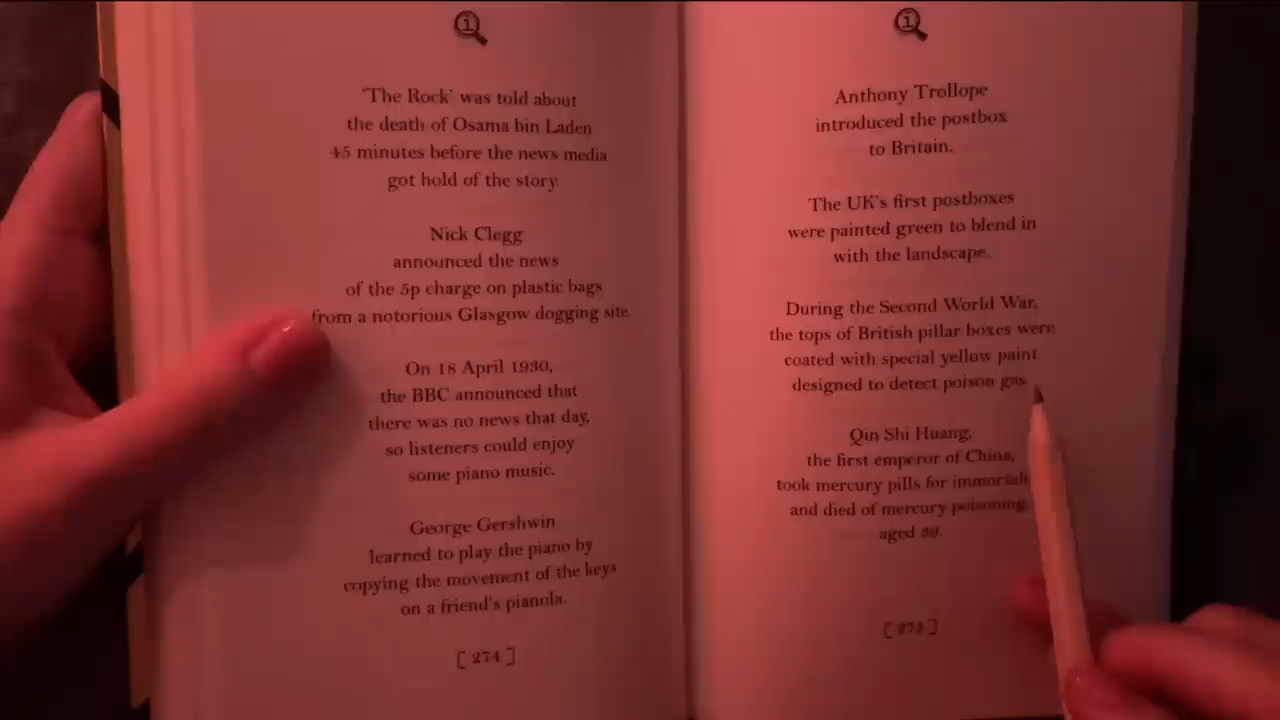 'The Rock' was told about
the death of Osama bin Laden
45 minutes before the news media
got hold of the story.
Nick Clegg
announced the news
of the 5p charge on plastic bags
from a notorious Glasgow dogging site.
On 18 April 1930,
the BBC announced that
there was no news that day,
so listeners could enjoy
some piano music.
George Gershwin
learned to play the piano by
copying the movement of the keys
on a friend's pianola.
[ 274 ]
Anthony Trollope
introduced the postbox
to Britain.
The UK's first postboxes
were painted green to blend in
with the landscape.
During the Second World War,
the tops of British pillar boxes were
coated with special yellow paint
designed to detect poison gas
Qin Shi Huang,
the first emperor of China,
took mercury pills for
and died of mercury poisoning,
aged 39.
[ 275 ]